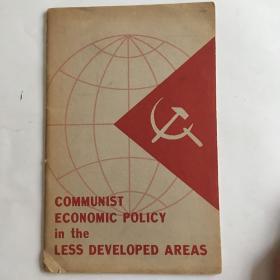 COMMUNIST
ECONOMIC POLICY
in the
LESS DEVELOPED AREAS